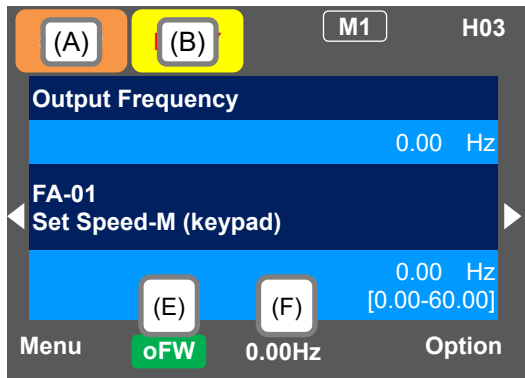 (A) (B) M1 H03
Output Frequency
0.00 Hz
FA-01
Set Speed-M (keypad)
0.00 Hz
[0.00-60.00]
(E) (F)
Menu oFW 0.00Hz Option